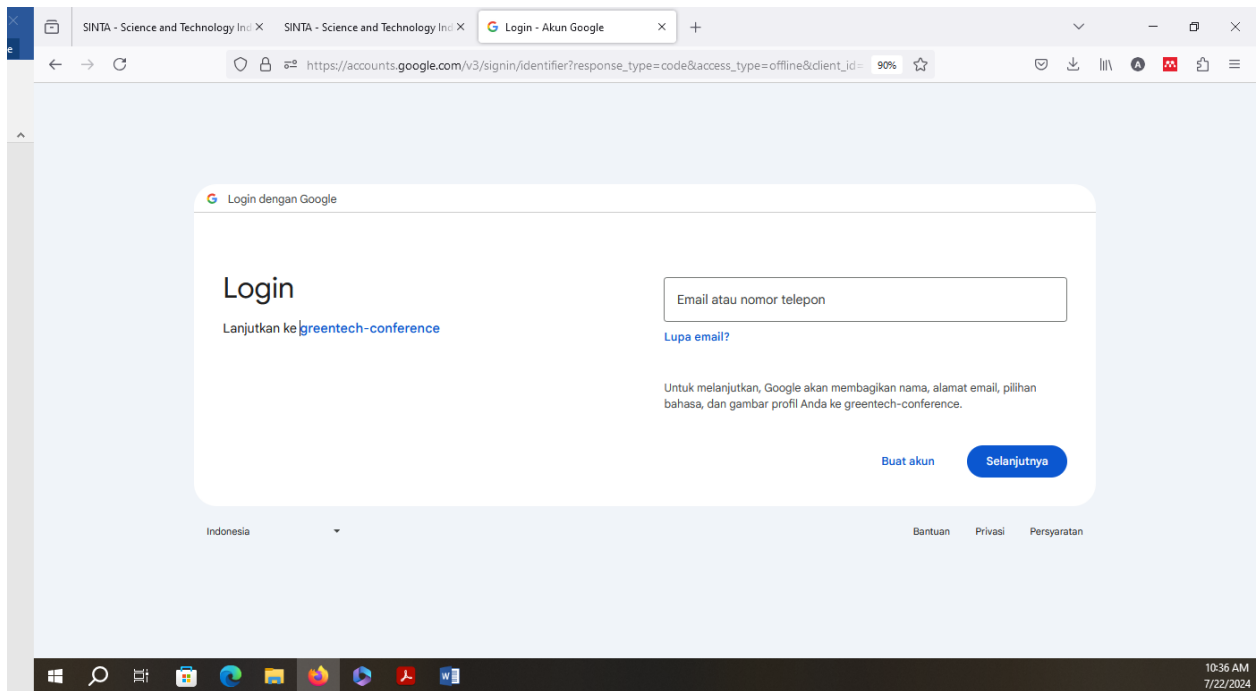 SINTA - Science and Technology Ind
SINTA - Science and Technology Ind
Login - Akun Google
e
https://accounts.google.com/v3/signin/identifier?response_type=code&access_type=offline&client_id=
90%
A
Login dengan Google
Login
Lanjutkan ke greentech-conference
Email atau nomor telepon
Lupa email?
Untuk melanjutkan, Google akan membagikan nama, alamat email, pilihan
bahasa, dan gambar profil Anda ke greentech-conference.
Buat akun
Selanjutnya
Indonesia
Bantuan
Privasi
Persyaratan
10:36 AM
7/22/2024